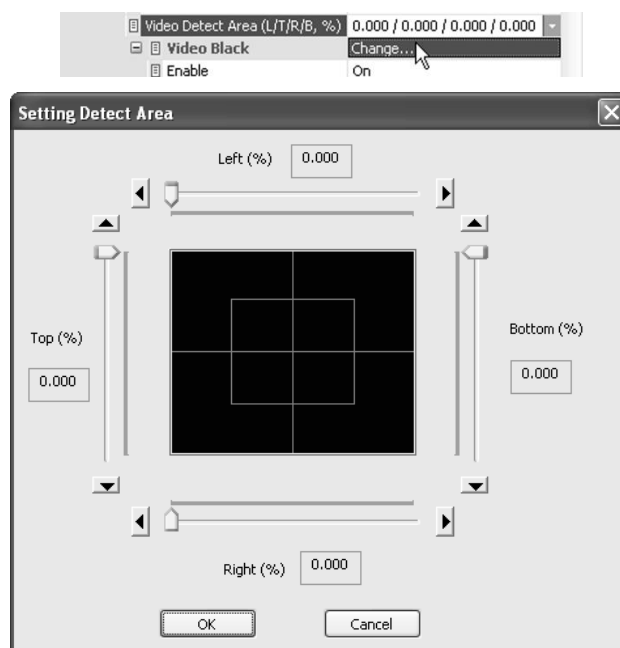 Video Detect Area (L/T/R/B, %) 0.000 / 0.000 / 0.000 / 0.000
Video Black Change...
Enable On
Setting Detect Area
Left (%) 0.000
Top (%)
0.000
Bottom (%)
0.000
Right (%) 0.000
OK Cancel